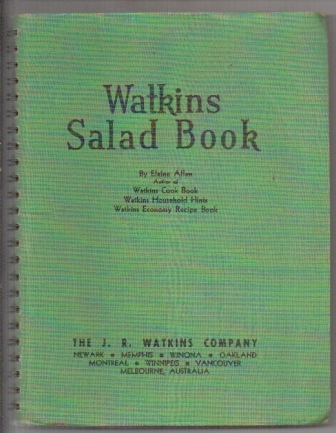 Watkins
Salad Book
By Elaine Allen
Author of
Watkins Cook Book
Watkins Household Hints
Watkins Economy Recipe Book
THE J. R. WATKINS COMPANY
NEWARK ★ MEMPHIS ★ WINONA ★ OAKLAND
MONTREAL ★ WINNIPEG ★ VANCOUVER
MELBOURNE, AUSTRALIA